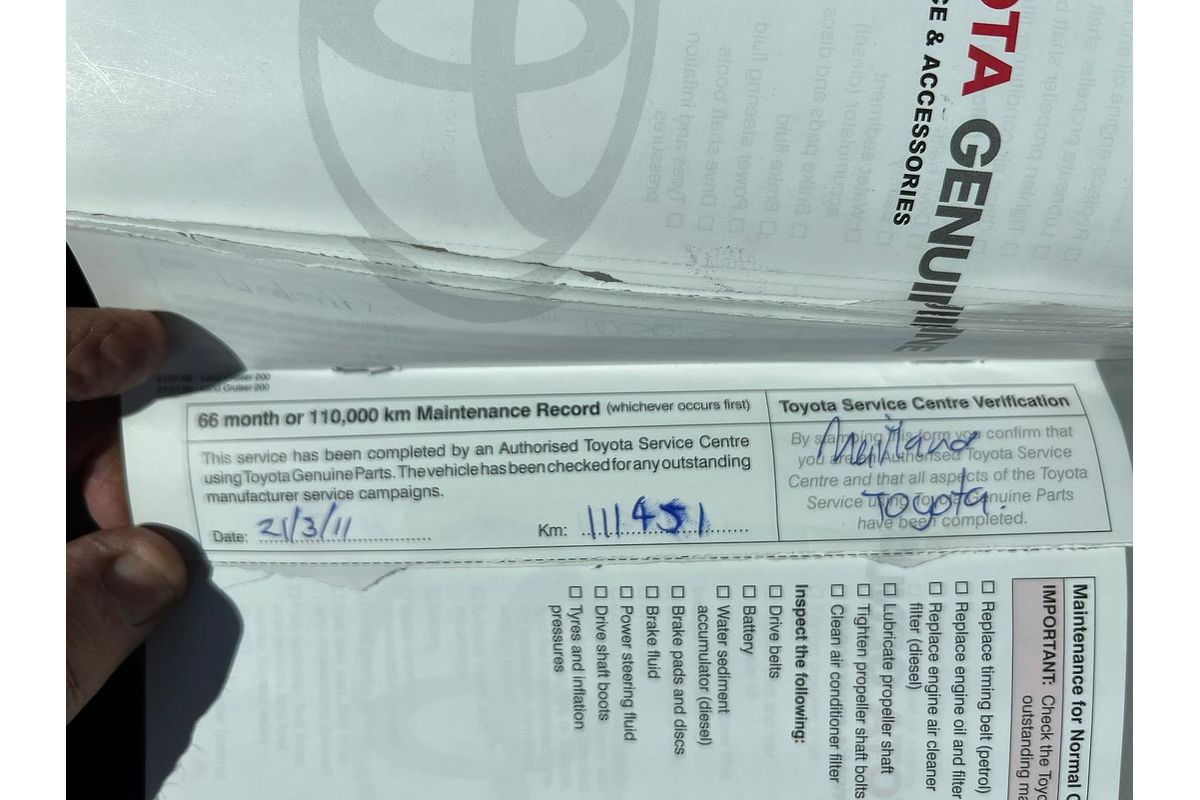 OTA GENUINE
CE & ACCESSORIES
66 month or 110,000 km Maintenance Record (whichever occurs first)
This service has been completed by an Authorised Toyota Service Centre
using Toyota Genuine Parts. The vehicle has been checked for any outstanding
manufacturer service campaigns.
Date: 21/3/11
Km: 111451
Toyota Service Centre Verification
By stamping this form you confirm that
you are an Authorised Toyota Service
Centre and that all aspects of the Toyota
Service using Toyota Genuine Parts
have been completed.
Maitland
Toyota.
Maintenance for Normal
IMPORTANT: Check the Toyo
outstanding ma
☐ Replace timing belt (petrol)
☐ Replace engine oil and filter
☐ Replace engine air cleaner
filter (diesel)
☐ Lubricate propeller shaft
☐ Tighten propeller shaft bolts
☐ Clean air conditioner filter
Inspect the following:
☐ Drive belts
☐ Battery
☐ Water sediment
accumulator (diesel)
☐ Brake pads and discs
☐ Brake fluid
☐ Power steering fluid
☐ Drive shaft boots
☐ Tyres and inflation
pressures